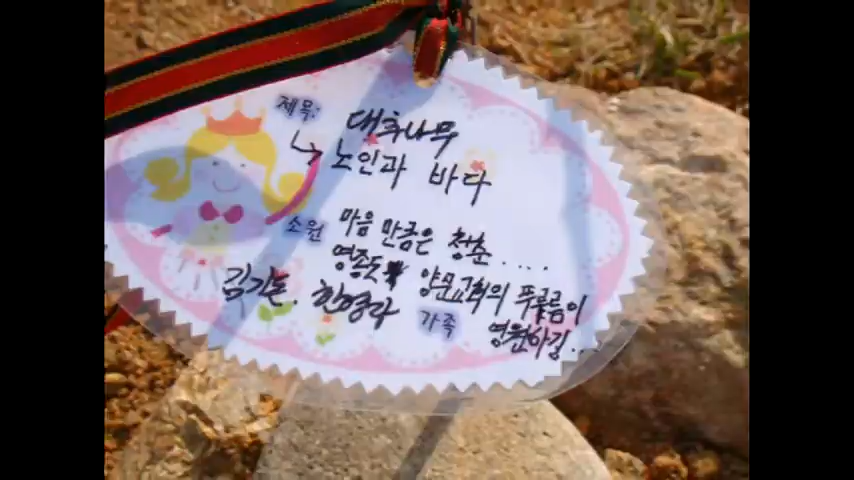 제목: 대추나무
↳ 노인과 바다
소원 마음 만큼은 청춘....
영종도 양문교회의 푸르름이
영원하길...
김기돈. 한영라 가족